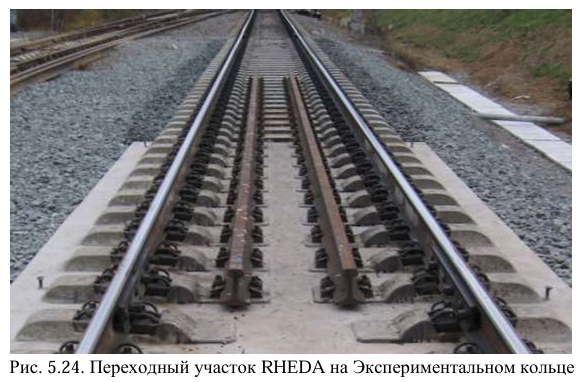 Рис. 5.24. Переходный участок RHEDA на Экспериментальном кольце